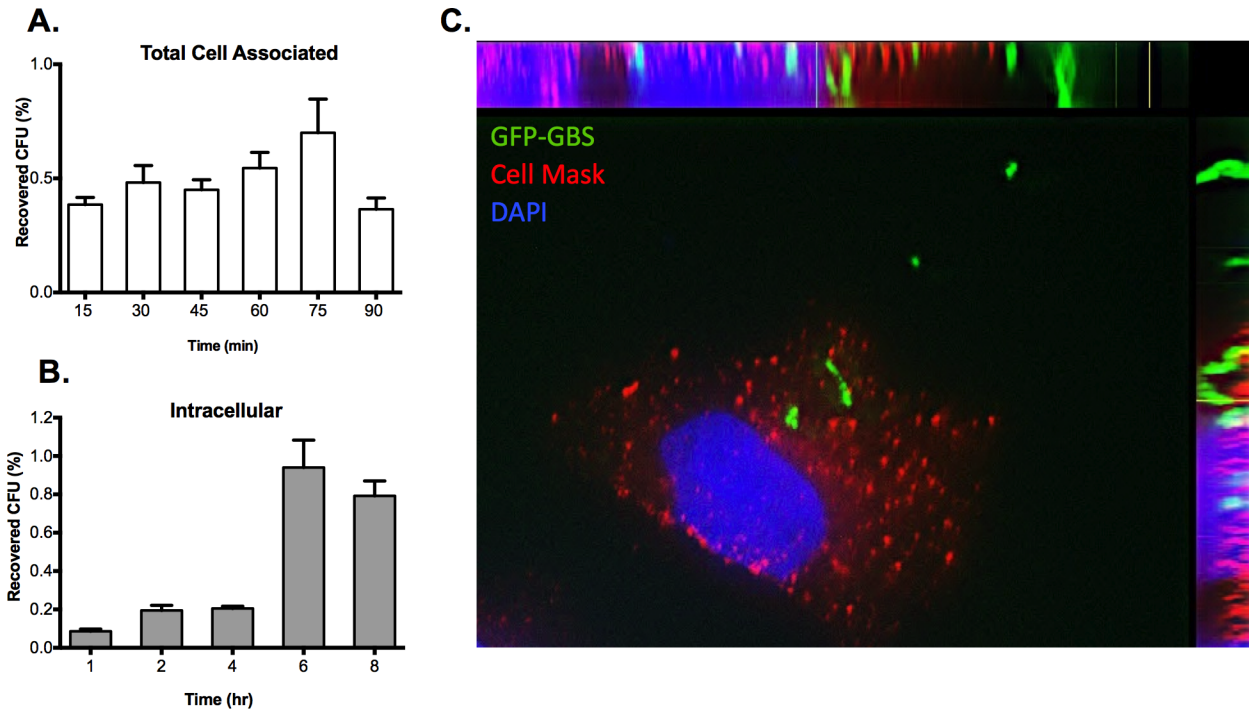 A.
Total Cell Associated
Recovered CFU (%)
1.0
0.5
0.0
15 30 45 60 75 90
Time (min)
B.
Intracellular
Recovered CFU (%)
1.2
1.0
0.8
0.6
0.4
0.2
0.0
1 2 4 6 8
Time (hr)
C.
GFP-GBS
Cell Mask
DAPI